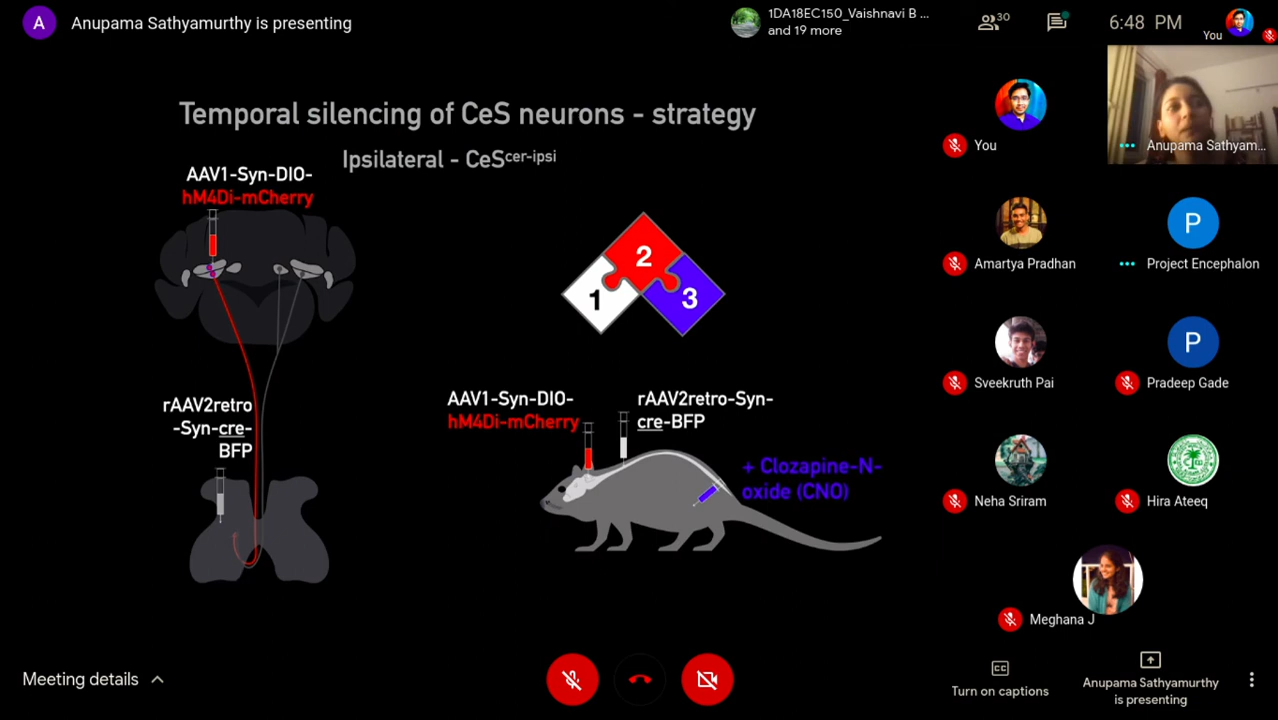 A
Anupama Sathyamurthy is presenting
1DA18EC150_Vaishnavi B ...
and 19 more
30
6:48 PM
You
Temporal silencing of CeS neurons - strategy
Ipsilateral - CeScer-ipsi
AAV1-Syn-DIO-
hM4Di-mCherry
rAAV2retro
-Syn-cre-
BFP
1
2
3
AAV1-Syn-DIO-
hM4Di-mCherry
rAAV2retro-Syn-
cre-BFP
+ Clozapine-N-
oxide (CNO)
You
Anupama Sathyam...
Amartya Pradhan
P
Project Encephalon
Sveekruth Pai
P
Pradeep Gade
Neha Sriram
Hira Ateeq
Meghana J
Meeting details
CC
Turn on captions
Anupama Sathyamurthy
is presenting